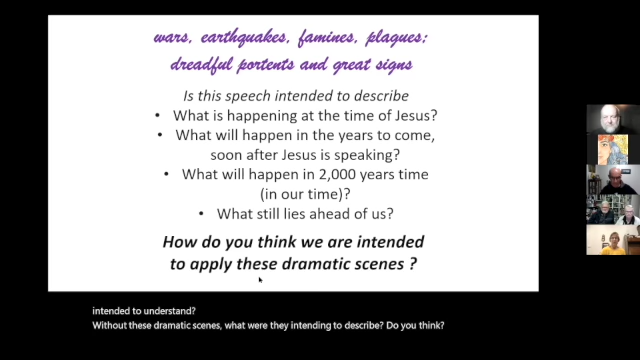 wars, earthquakes, famines, plagues;
dreadful portents and great signs
Is this speech intended to describe
• What is happening at the time of Jesus?
• What will happen in the years to come,
soon after Jesus is speaking?
• What will happen in 2,000 years time
(in our time)?
• What still lies ahead of us?
How do you think we are intended
to apply these dramatic scenes ?
intended to understand?
Without these dramatic scenes, what were they intending to describe? Do you think?